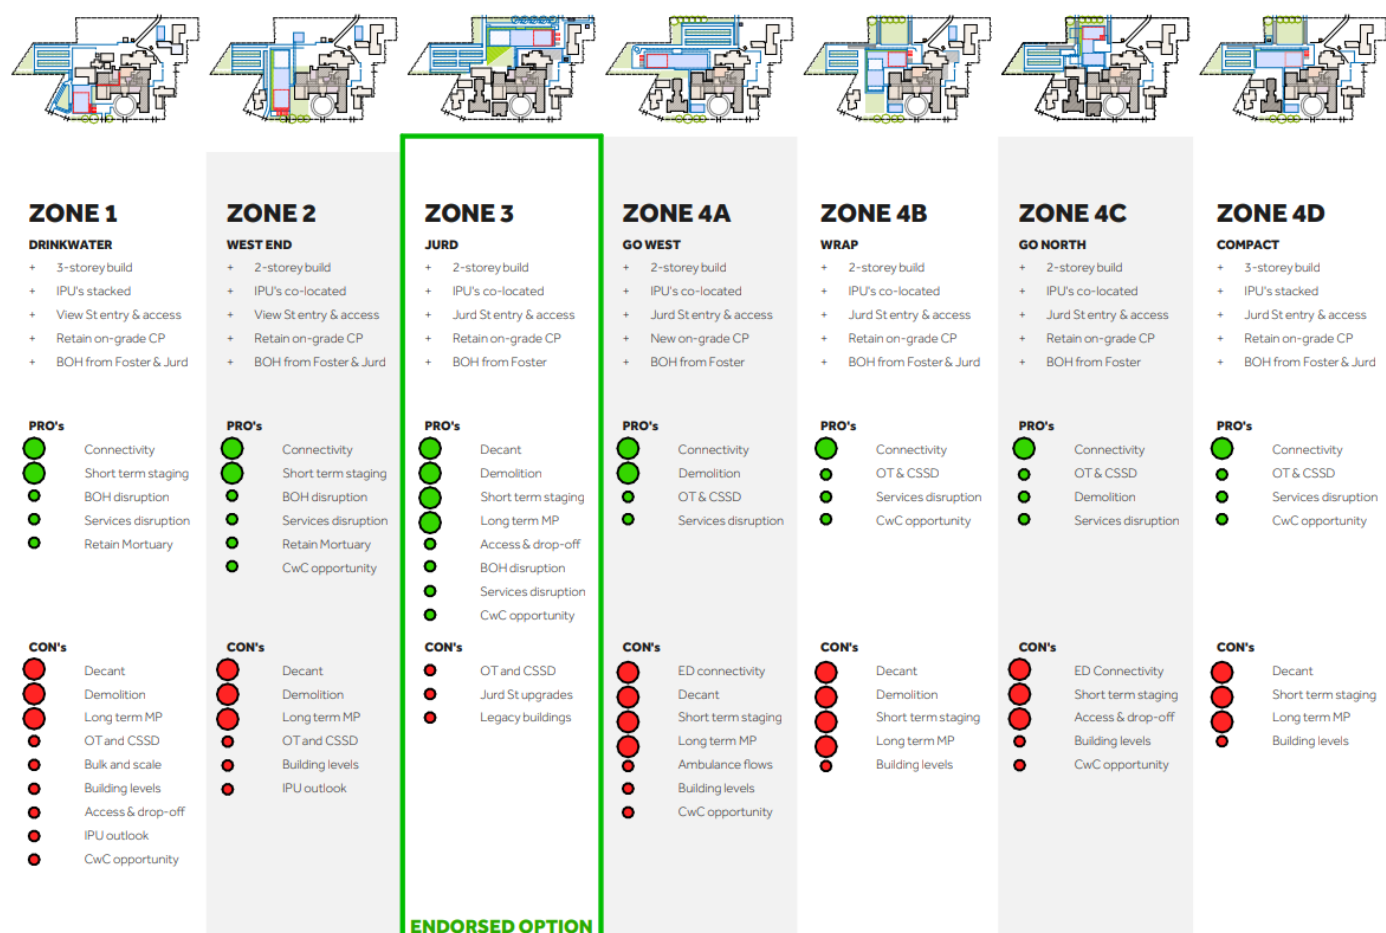 ZONE 1
DRINKWATER
+ 3-storey build
+ IPU's stacked
+ View St entry & access
+ Retain on-grade CP
+ BOH from Foster & Jurd
PRO's
Connectivity
Short term staging
BOH disruption
Services disruption
Retain Mortuary
CON's
Decant
Demolition
Long term MP
OT and CSSD
Bulk and scale
Building levels
Access & drop-off
IPU outlook
CwC opportunity
ZONE 2
WEST END
+ 2-storey build
+ IPU's co-located
+ View St entry & access
+ Retain on-grade CP
+ BOH from Foster & Jurd
PRO's
Connectivity
Short term staging
BOH disruption
Services disruption
Retain Mortuary
CwC opportunity
CON's
Decant
Demolition
Long term MP
OT and CSSD
Building levels
IPU outlook
ZONE 3
JURD
+ 2-storey build
+ IPU's co-located
+ Jurd St entry & access
+ Retain on-grade CP
+ BOH from Foster
PRO's
Decant
Demolition
Short term staging
Long term MP
Access & drop-off
BOH disruption
Services disruption
CwC opportunity
CON's
OT and CSSD
Jurd St upgrades
Legacy buildings
ENDORSED OPTION
ZONE 4A
GO WEST
+ 2-storey build
+ IPU's co-located
+ Jurd St entry & access
+ New on-grade CP
+ BOH from Foster
PRO's
Connectivity
Demolition
OT & CSSD
Services disruption
CON's
ED connectivity
Decant
Short term staging
Long term MP
Ambulance flows
Building levels
CwC opportunity
ZONE 4B
WRAP
+ 2-storey build
+ IPU's co-located
+ Jurd St entry & access
+ Retain on-grade CP
+ BOH from Foster & Jurd
PRO's
Connectivity
OT & CSSD
Services disruption
CwC opportunity
CON's
Decant
Demolition
Short term staging
Long term MP
Building levels
ZONE 4C
GO NORTH
+ 2-storey build
+ IPU's co-located
+ Jurd St entry & access
+ Retain on-grade CP
+ BOH from Foster
PRO's
Connectivity
OT & CSSD
Demolition
Services disruption
CON's
ED Connectivity
Short term staging
Access & drop-off
Building levels
CwC opportunity
ZONE 4D
COMPACT
+ 3-storey build
+ IPU's stacked
+ Jurd St entry & access
+ Retain on-grade CP
+ BOH from Foster & Jurd
PRO's
Connectivity
OT & CSSD
Services disruption
CwC opportunity
CON's
Decant
Short term staging
Long term MP
Building levels